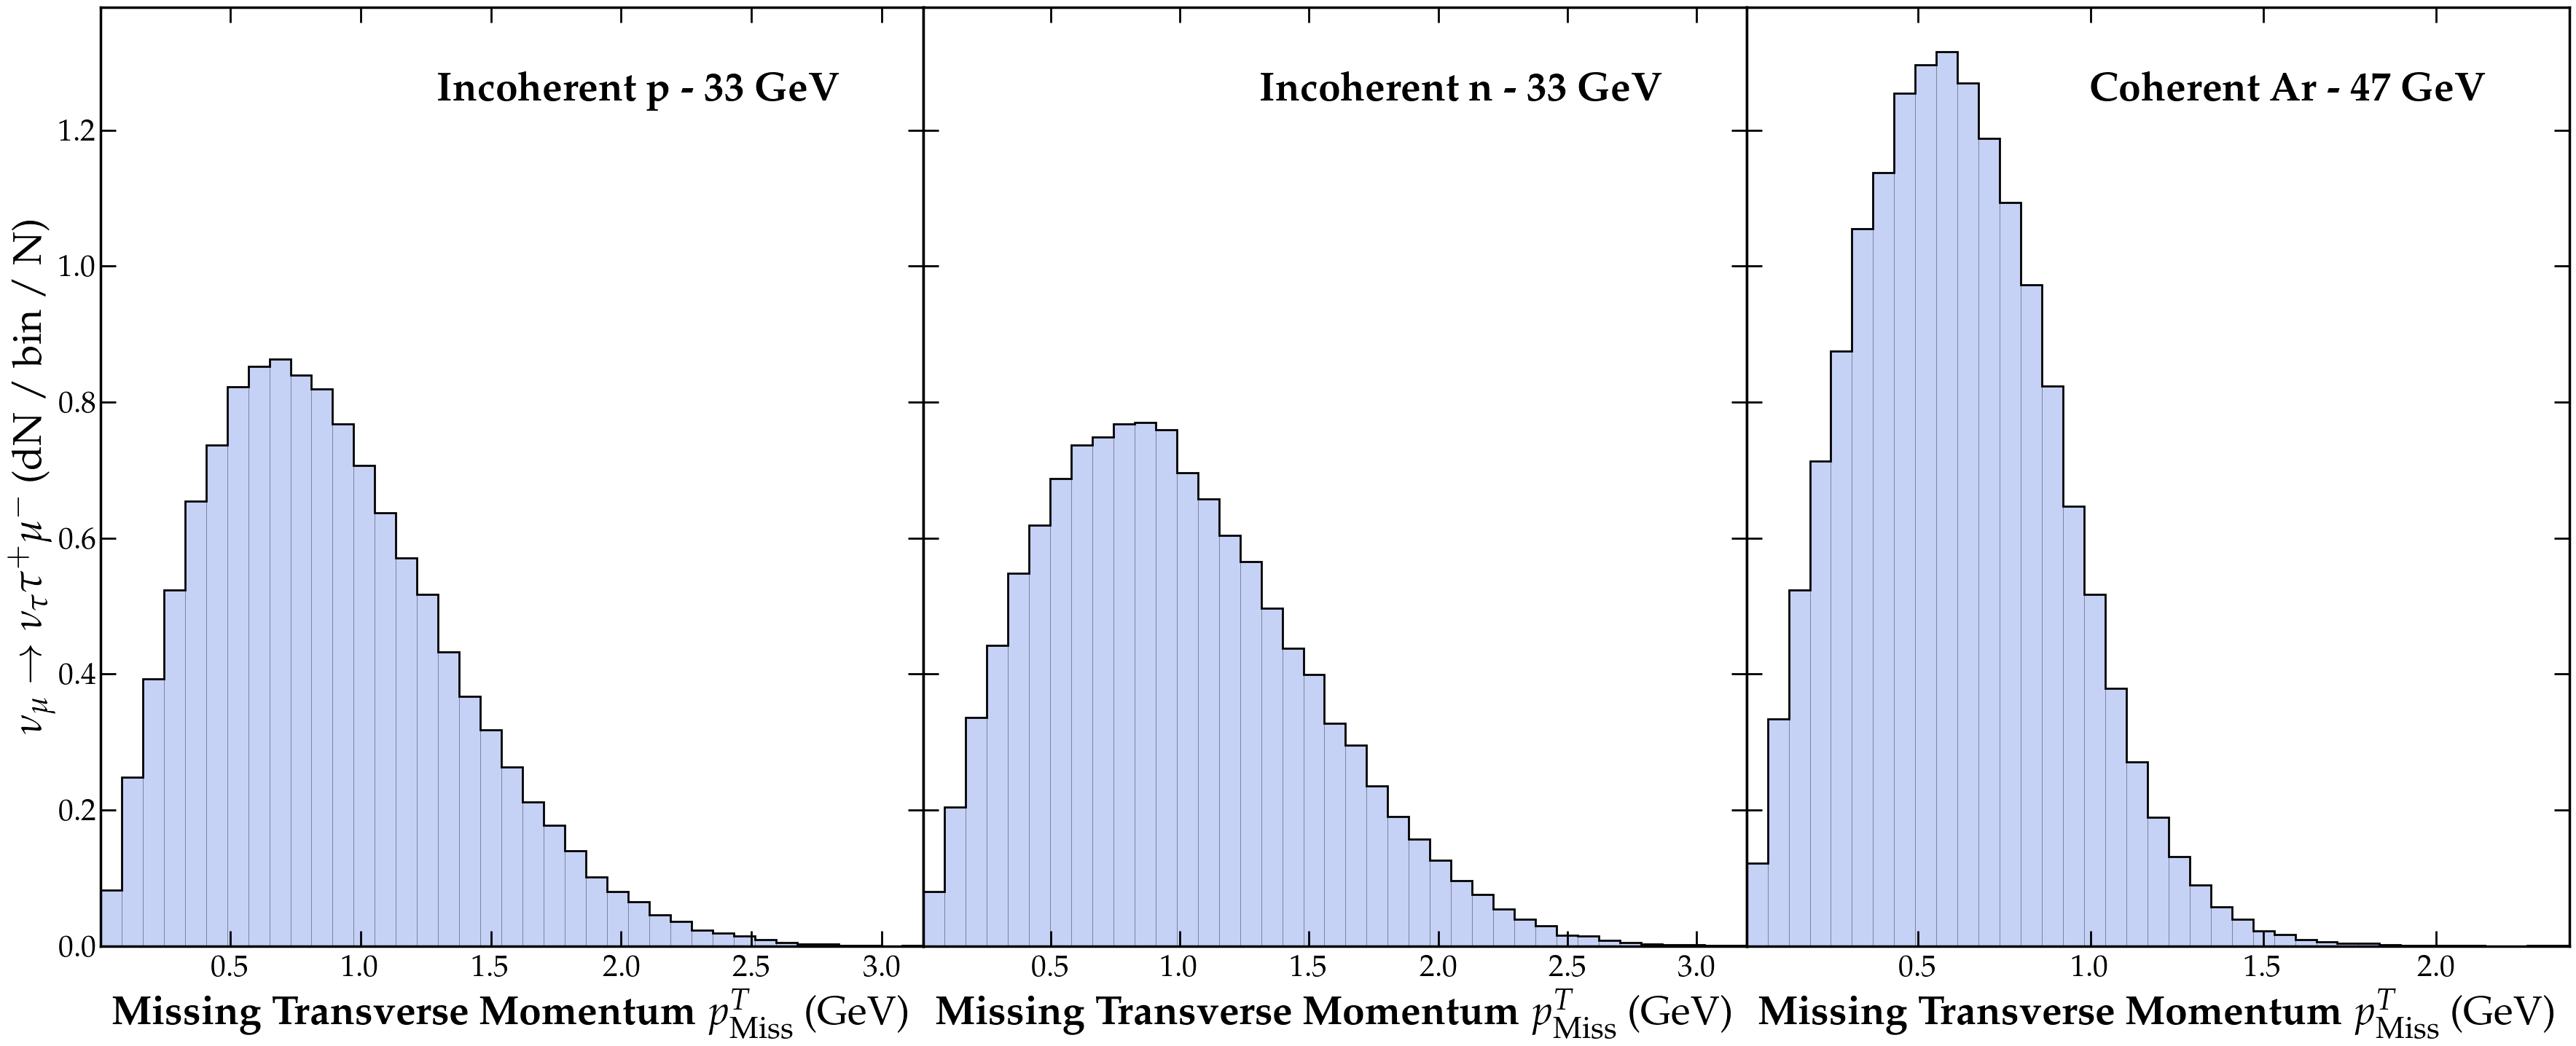 Incoherent p - 33 GeV
Incoherent n - 33 GeV
Coherent Ar - 47 GeV
ν_μ → ν_τ τ⁺ μ⁻ (dN / bin / N)
1.2
1.0
0.8
0.6
0.4
0.2
0.0
0.5 1.0 1.5 2.0 2.5 3.0
0.5 1.0 1.5 2.0 2.5 3.0
0.5 1.0 1.5 2.0
Missing Transverse Momentum p^T_Miss (GeV)
Missing Transverse Momentum p^T_Miss (GeV)
Missing Transverse Momentum p^T_Miss (GeV)